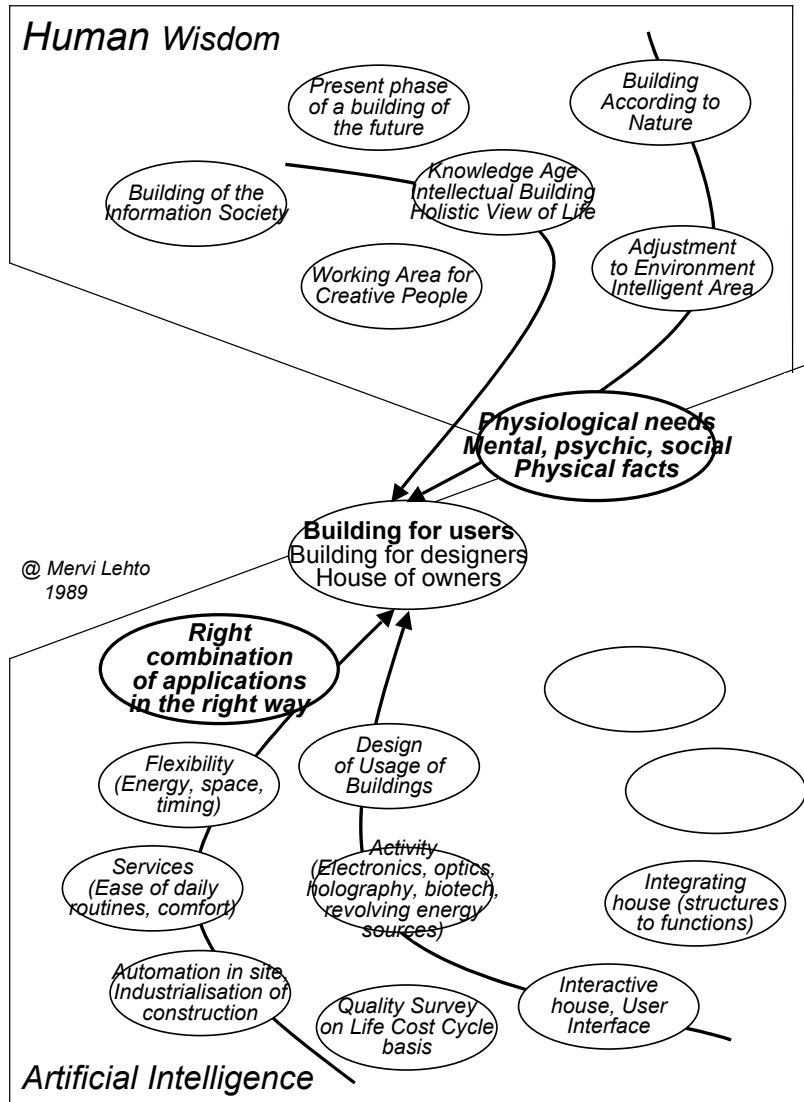 Human Wisdom
Present phase
of a building of
the future
Building
According to
Nature
Building of the
Information Society
Knowledge Age
Intellectual Building
Holistic View of Life
Working Area for
Creative People
Adjustment
to Environment
Intelligent Area
Physiological needs
Mental, psychic, social
Physical facts
Building for users
Building for designers
House of owners
@ Mervi Lehto
1989
Right
combination
of applications
in the right way
Flexibility
(Energy, space,
timing)
Design
of Usage of
Buildings
Services
(Ease of daily
routines, comfort)
Activity
(Electronics, optics,
holography, biotech,
revolving energy
sources)
Integrating
house (structures
to functions)
Automation in site,
Industrialisation of
construction
Quality Survey
on Life Cost Cycle
basis
Interactive
house, User
Interface
Artificial Intelligence